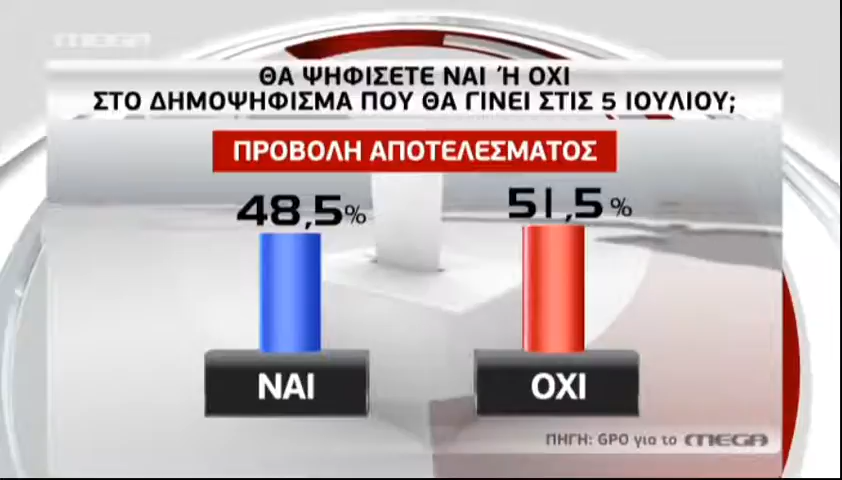 MEGA
ΘΑ ΨΗΦΙΣΕΤΕ ΝΑΙ Ή ΟΧΙ
ΣΤΟ ΔΗΜΟΨΗΦΙΣΜΑ ΠΟΥ ΘΑ ΓΙΝΕΙ ΣΤΙΣ 5 ΙΟΥΛΙΟΥ;
ΠΡΟΒΟΛΗ ΑΠΟΤΕΛΕΣΜΑΤΟΣ
48,5% 51,5%
ΝΑΙ ΟΧΙ
ΠΗΓΗ: GPO για το MEGA